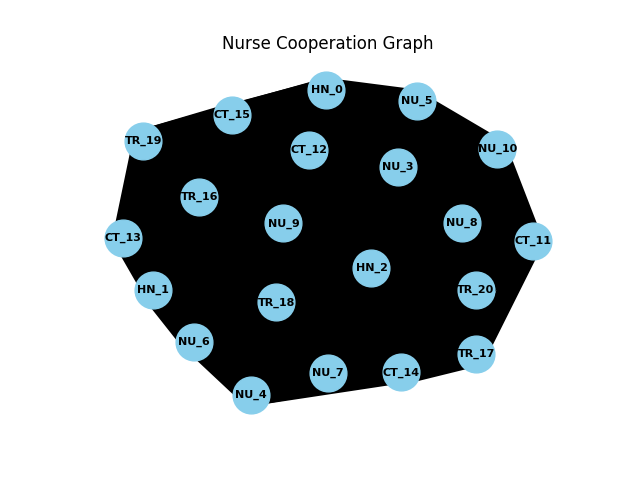 Nurse Cooperation Graph
HN_0
NU_5
CT_15
TR_19
CT_12
NU_10
NU_3
TR_16
NU_9
NU_8
CT_13
CT_11
HN_2
HN_1
TR_20
TR_18
NU_6
TR_17
NU_7
CT_14
NU_4